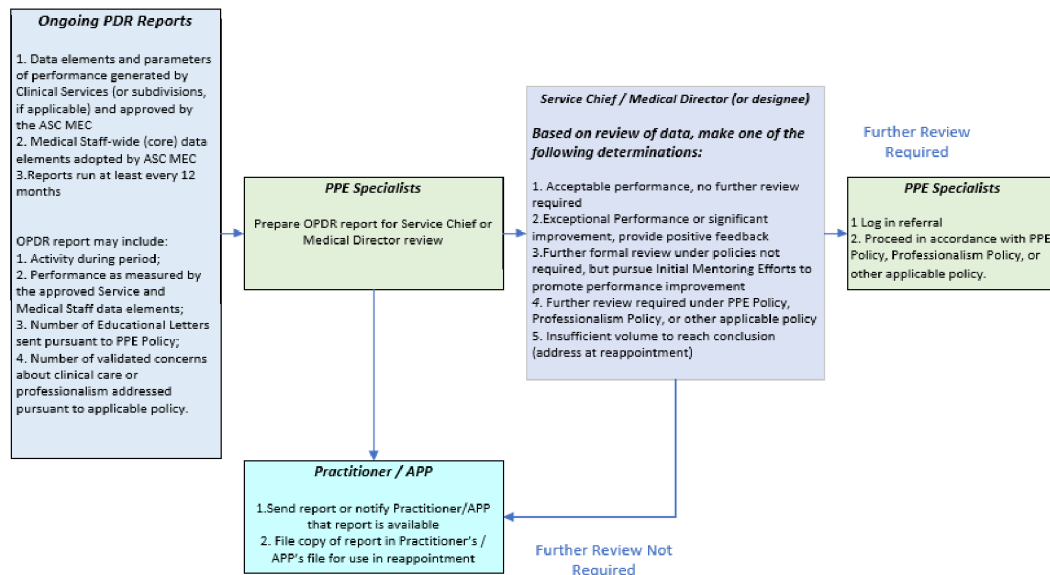 Ongoing PDR Reports
1. Data elements and parameters
of performance generated by
Clinical Services (or subdivisions,
if applicable) and approved by
the ASC MEC
2. Medical Staff-wide (core) data
elements adopted by ASC MEC
3.Reports run at least every 12
months
OPDR report may include:
1. Activity during period;
2. Performance as measured by
the approved Service and
Medical Staff data elements;
3. Number of Educational Letters
sent pursuant to PPE Policy;
4. Number of validated concerns
about clinical care or
professionalism addressed
pursuant to applicable policy.
PPE Specialists
Prepare OPDR report for Service Chief or
Medical Director review
Service Chief / Medical Director (or designee)
Based on review of data, make one of the
following determinations:
1. Acceptable performance, no further review
required
2.Exceptional Performance or significant
improvement, provide positive feedback
3.Further formal review under policies not
required, but pursue Initial Mentoring Efforts to
promote performance improvement
4. Further review required under PPE Policy,
Professionalism Policy, or other applicable policy
5. Insufficient volume to reach conclusion
(address at reappointment)
Further Review
Required
PPE Specialists
1 Log in referral
2. Proceed in accordance with PPE
Policy, Professionalism Policy, or
other applicable policy.
Practitioner / APP
1.Send report or notify Practitioner/APP
that report is available
2. File copy of report in Practitioner's /
APP's file for use in reappointment
Further Review Not
Required